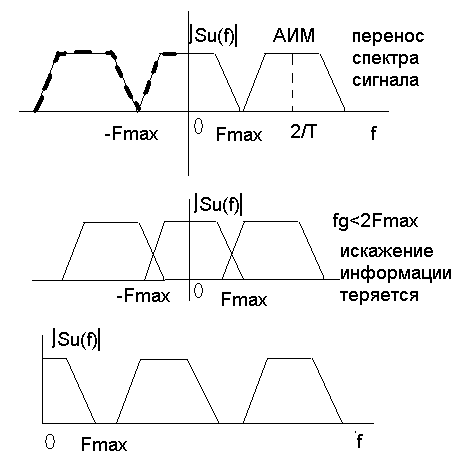 |Su(f)| АИМ перенос
спектра
сигнала
-Fmax 0 Fmax 2/T f
|Su(f)| fg<2Fmax
искажение
информации
теряется
-Fmax 0 Fmax
|Su(f)|
0 Fmax f